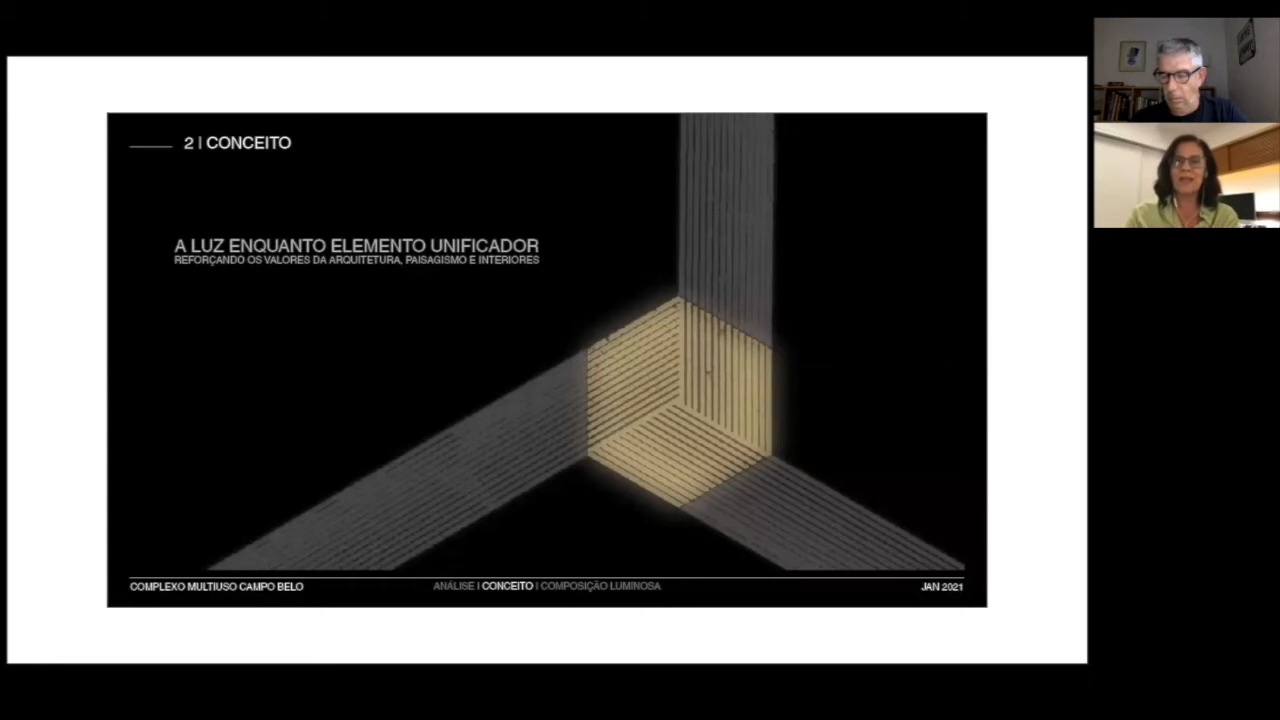 2 | CONCEITO
A LUZ ENQUANTO ELEMENTO UNIFICADOR
REFORÇANDO OS VALORES DA ARQUITETURA, PAISAGISMO E INTERIORES
COMPLEXO MULTIUSO CAMPO BELO
ANÁLISE | CONCEITO | COMPOSIÇÃO LUMINOSA
JAN 2021